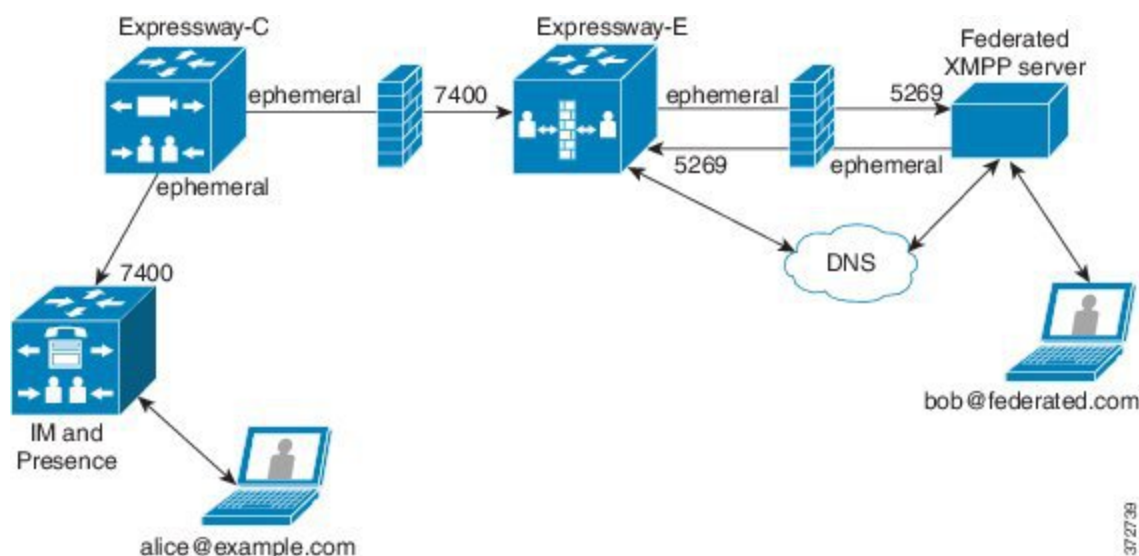 Expressway-C
Expressway-E
Federated
XMPP server
ephemeral
7400
ephemeral
5269
5269
ephemeral
ephemeral
7400
DNS
IM and
Presence
bob@federated.com
alice@example.com
372739